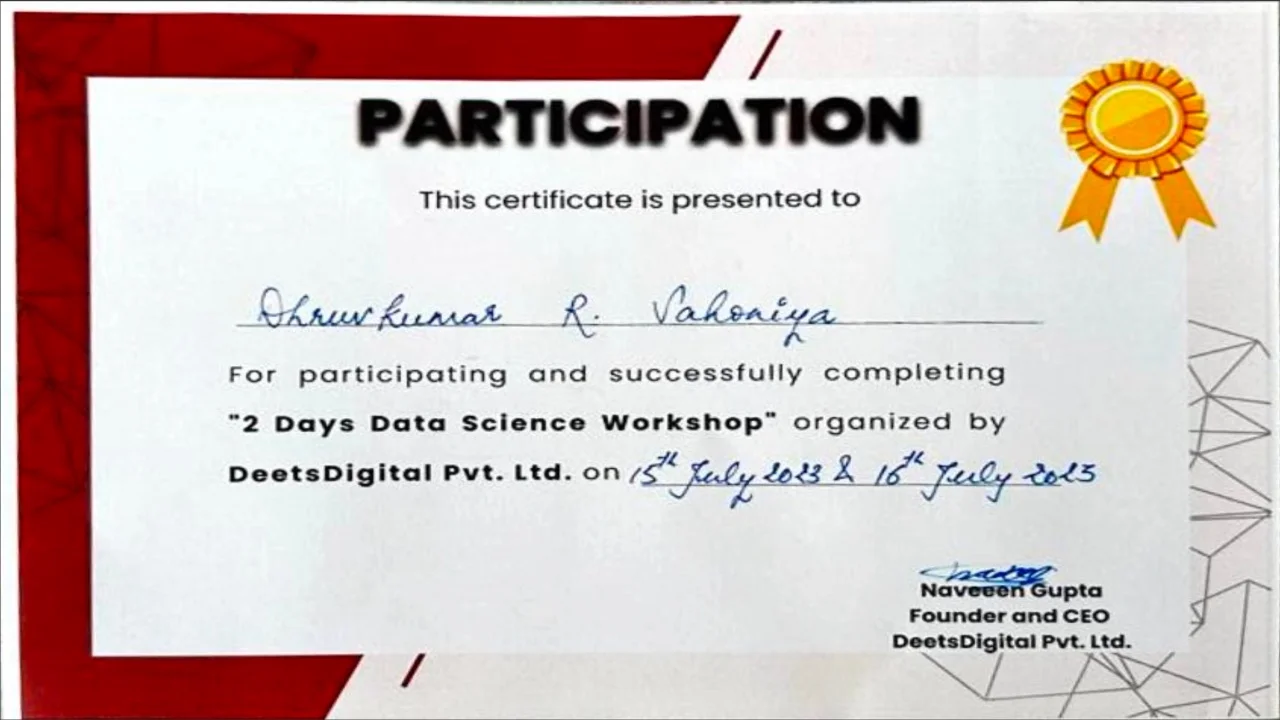 PARTICIPATION
This certificate is presented to
Dhruvkumar R. Vahoniya
For participating and successfully completing
"2 Days Data Science Workshop" organized by
DeetsDigital Pvt. Ltd. on 15th July 2023 & 16th July 2023
Naveeen Gupta
Founder and CEO
DeetsDigital Pvt. Ltd.